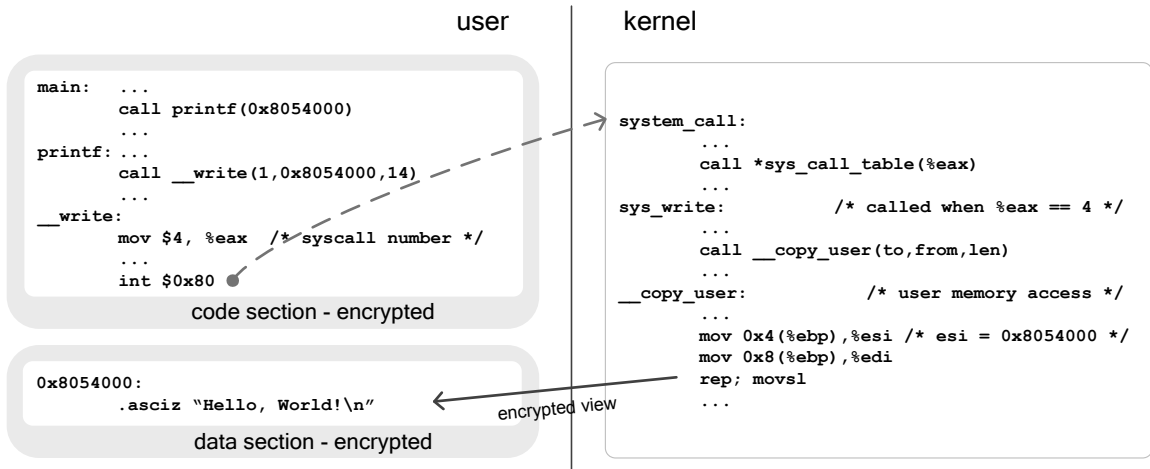 user
kernel
main: ...
call printf(0x8054000)
...
printf: ...
call __write(1,0x8054000,14)
...
__write:
mov $4, %eax /* syscall number */
...
int $0x80
code section - encrypted
0x8054000:
.asciz “Hello, World!\n”
data section - encrypted
system_call:
...
call *sys_call_table(%eax)
...
sys_write: /* called when %eax == 4 */
...
call __copy_user(to,from,len)
...
__copy_user: /* user memory access */
...
mov 0x4(%ebp),%esi /* esi = 0x8054000 */
mov 0x8(%ebp),%edi
rep; movsl
...
encrypted view